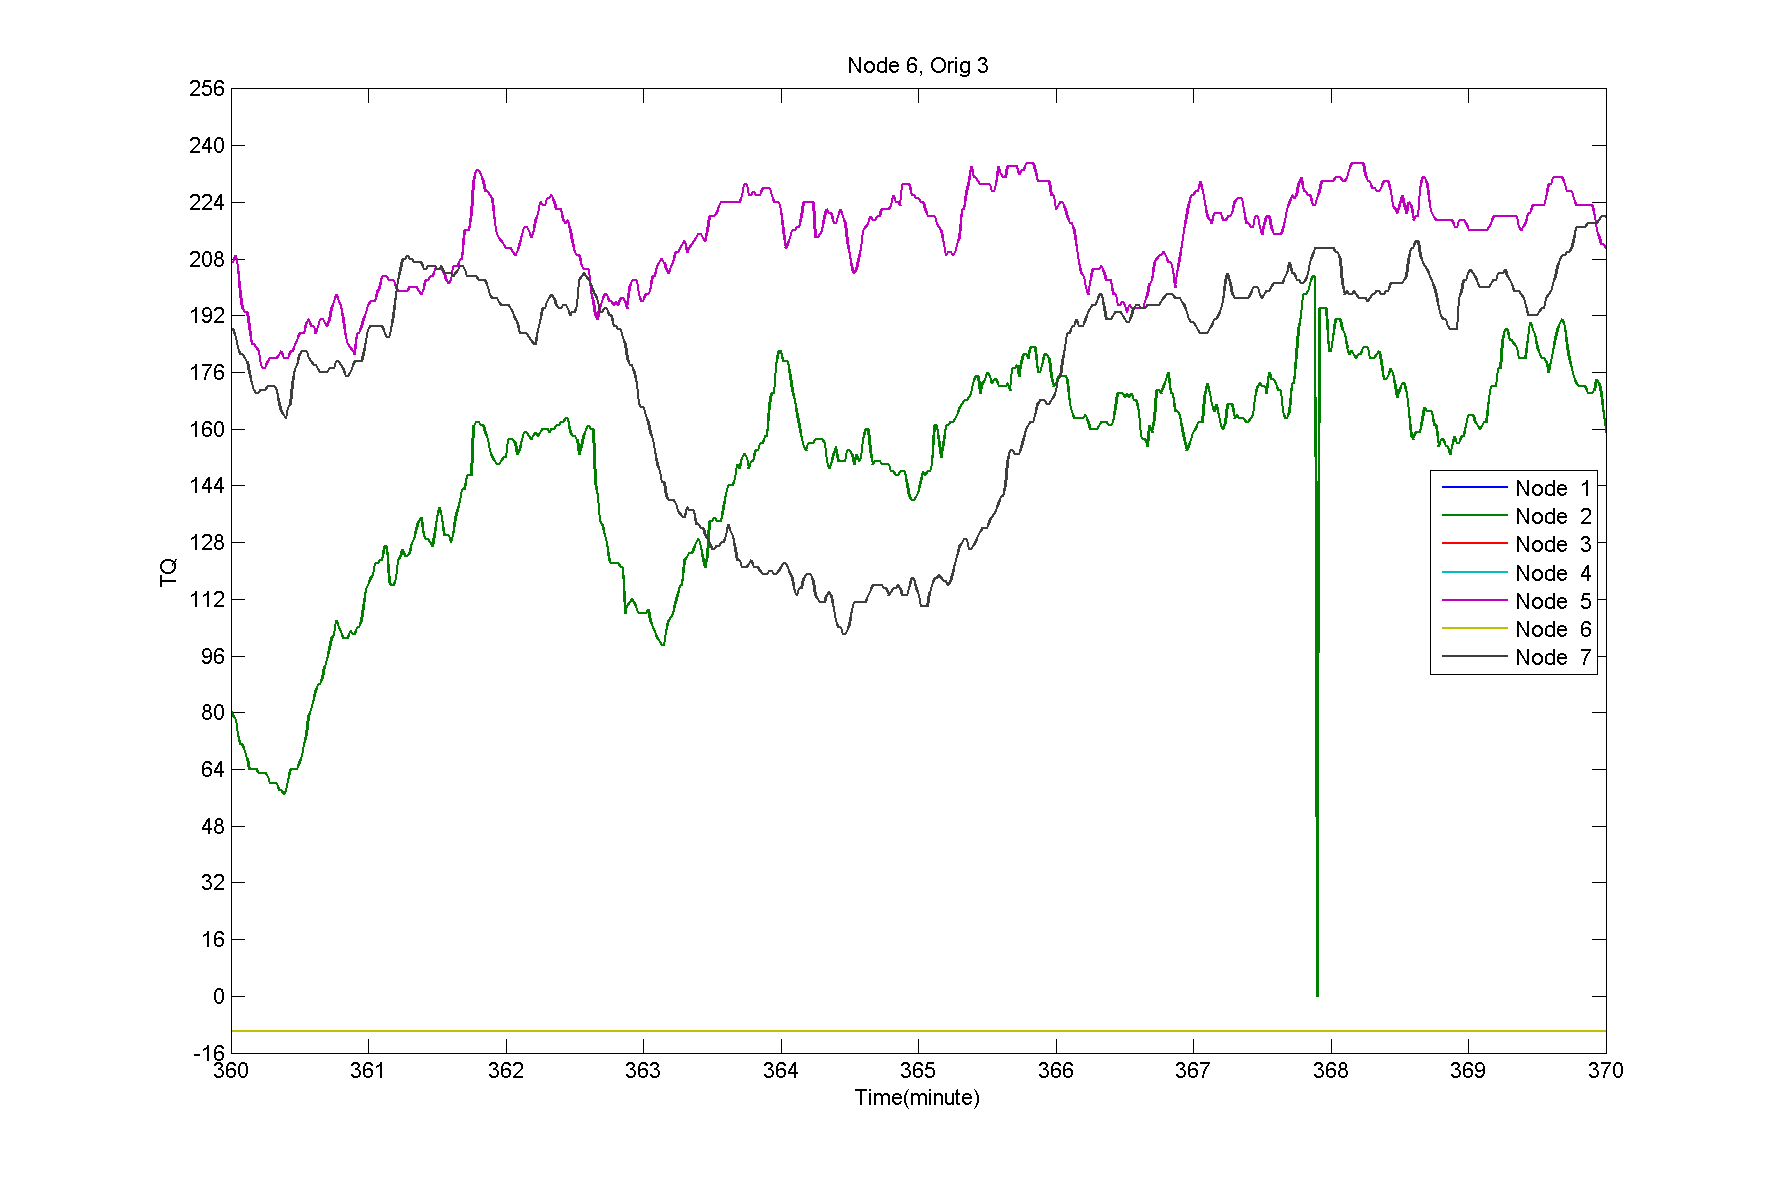 Node 6, Orig 3
256
240
224
208
192
176
160
144
128
112
96
80
64
48
32
16
0
-16
TQ
Node 1
Node 2
Node 3
Node 4
Node 5
Node 6
Node 7
360 361 362 363 364 365 366 367 368 369 370
Time(minute)